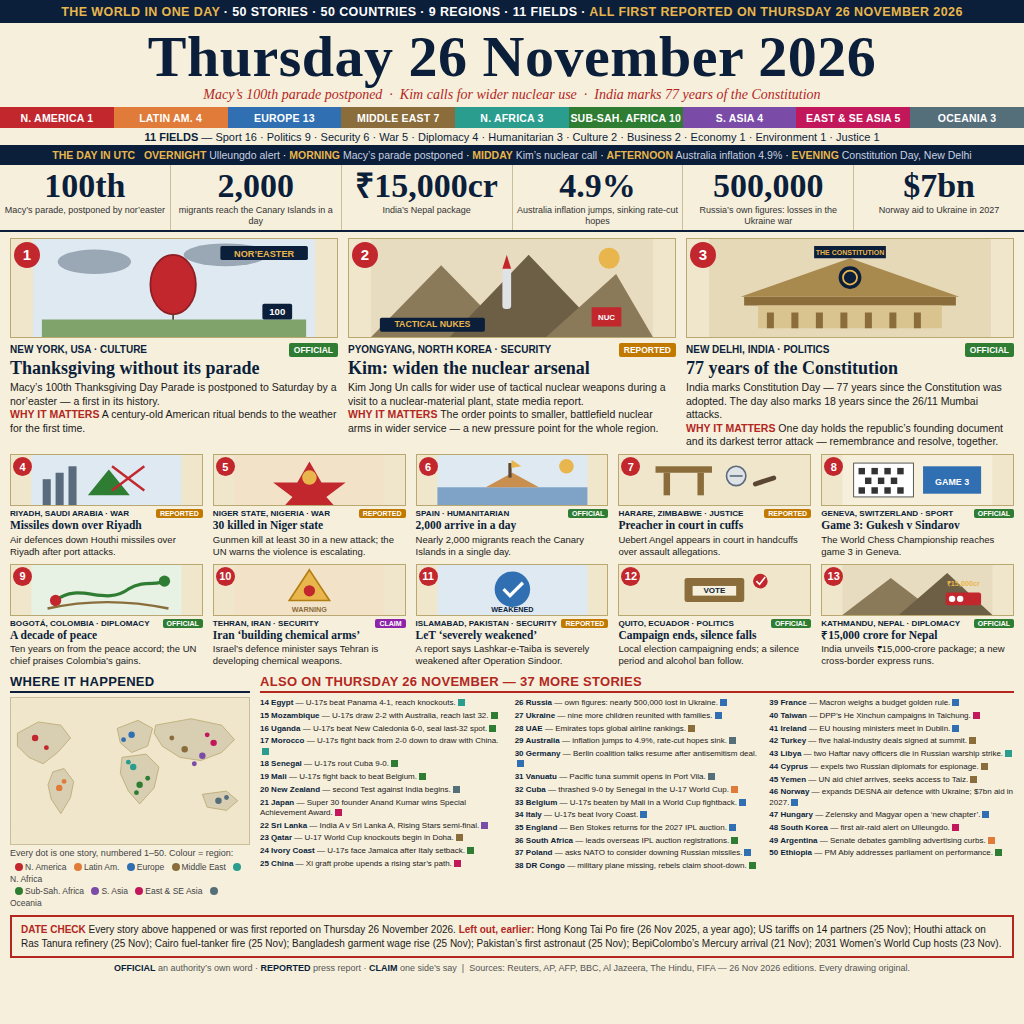 THE WORLD IN ONE DAY · 50 STORIES · 50 COUNTRIES · 9 REGIONS · 11 FIELDS · ALL FIRST REPORTED ON THURSDAY 26 NOVEMBER 2026
Thursday 26 November 2026
Macy's 100th parade postponed · Kim calls for wider nuclear use · India marks 77 years of the Constitution
N. AMERICA 1 LATIN AM. 4 EUROPE 13 MIDDLE EAST 7 N. AFRICA 3 SUB-SAH. AFRICA 10 S. ASIA 4 EAST & SE ASIA 5 OCEANIA 3
11 FIELDS — Sport 16 · Politics 9 · Security 6 · War 5 · Diplomacy 4 · Humanitarian 3 · Culture 2 · Business 2 · Economy 1 · Environment 1 · Justice 1
THE DAY IN UTC OVERNIGHT Ulleungdo alert · MORNING Macy's parade postponed · MIDDAY Kim's nuclear call · AFTERNOON Australia inflation 4.9% · EVENING Constitution Day, New Delhi
100th
Macy's parade, postponed by nor'easter
2,000
migrants reach the Canary Islands in a
day
₹15,000cr
India's Nepal package
4.9%
Australia inflation jumps, sinking rate-cut
hopes
500,000
Russia's own figures: losses in the
Ukraine war
$7bn
Norway aid to Ukraine in 2027
1
NOR'EASTER
100
NEW YORK, USA · CULTURE OFFICIAL
Thanksgiving without its parade
Macy's 100th Thanksgiving Day Parade is postponed to Saturday by a
nor'easter — a first in its history.
WHY IT MATTERS A century-old American ritual bends to the weather
for the first time.
2
TACTICAL NUKES
NUC
PYONGYANG, NORTH KOREA · SECURITY REPORTED
Kim: widen the nuclear arsenal
Kim Jong Un calls for wider use of tactical nuclear weapons during a
visit to a nuclear-material plant, state media report.
WHY IT MATTERS The order points to smaller, battlefield nuclear
arms in wider service — a new pressure point for the whole region.
3
THE CONSTITUTION
NEW DELHI, INDIA · POLITICS OFFICIAL
77 years of the Constitution
India marks Constitution Day — 77 years since the Constitution was
adopted. The day also marks 18 years since the 26/11 Mumbai
attacks.
WHY IT MATTERS One day holds the republic's founding document
and its darkest terror attack — remembrance and resolve, together.
4
RIYADH, SAUDI ARABIA · WAR REPORTED
Missiles down over Riyadh
Air defences down Houthi missiles over
Riyadh after port attacks.
5
NIGER STATE, NIGERIA · WAR REPORTED
30 killed in Niger state
Gunmen kill at least 30 in a new attack; the
UN warns the violence is escalating.
6
SPAIN · HUMANITARIAN OFFICIAL
2,000 arrive in a day
Nearly 2,000 migrants reach the Canary
Islands in a single day.
7
HARARE, ZIMBABWE · JUSTICE REPORTED
Preacher in court in cuffs
Uebert Angel appears in court in handcuffs
over assault allegations.
8
GAME 3
GENEVA, SWITZERLAND · SPORT OFFICIAL
Game 3: Gukesh v Sindarov
The World Chess Championship reaches
game 3 in Geneva.
9
BOGOTÁ, COLOMBIA · DIPLOMACY OFFICIAL
A decade of peace
Ten years on from the peace accord; the UN
chief praises Colombia's gains.
10
WARNING
TEHRAN, IRAN · SECURITY CLAIM
Iran 'building chemical arms'
Israel's defence minister says Tehran is
developing chemical weapons.
11
WEAKENED
ISLAMABAD, PAKISTAN · SECURITY REPORTED
LeT 'severely weakened'
A report says Lashkar-e-Taiba is severely
weakened after Operation Sindoor.
12
VOTE
QUITO, ECUADOR · POLITICS OFFICIAL
Campaign ends, silence falls
Local election campaigning ends; a silence
period and alcohol ban follow.
13
₹15,000cr
KATHMANDU, NEPAL · DIPLOMACY OFFICIAL
₹15,000 crore for Nepal
India unveils ₹15,000-crore package; a new
cross-border express runs.
WHERE IT HAPPENED
Every dot is one story, numbered 1–50. Colour = region:
N. America Latin Am. Europe Middle East
N. Africa
Sub-Sah. Africa S. Asia East & SE Asia
Oceania
ALSO ON THURSDAY 26 NOVEMBER — 37 MORE STORIES
14 Egypt — U-17s beat Panama 4-1, reach knockouts.
15 Mozambique — U-17s draw 2-2 with Australia, reach last 32.
16 Uganda — U-17s beat New Caledonia 6-0, seal last-32 spot.
17 Morocco — U-17s fight back from 2-0 down to draw with China.
18 Senegal — U-17s rout Cuba 9-0.
19 Mali — U-17s fight back to beat Belgium.
20 New Zealand — second Test against India begins.
21 Japan — Super 30 founder Anand Kumar wins Special
Achievement Award.
22 Sri Lanka — India A v Sri Lanka A, Rising Stars semi-final.
23 Qatar — U-17 World Cup knockouts begin in Doha.
24 Ivory Coast — U-17s face Jamaica after Italy setback.
25 China — Xi graft probe upends a rising star's path.
26 Russia — own figures: nearly 500,000 lost in Ukraine.
27 Ukraine — nine more children reunited with families.
28 UAE — Emirates tops global airline rankings.
29 Australia — inflation jumps to 4.9%, rate-cut hopes sink.
30 Germany — Berlin coalition talks resume after antisemitism deal.
31 Vanuatu — Pacific tuna summit opens in Port Vila.
32 Cuba — thrashed 9-0 by Senegal in the U-17 World Cup.
33 Belgium — U-17s beaten by Mali in a World Cup fightback.
34 Italy — U-17s beat Ivory Coast.
35 England — Ben Stokes returns for the 2027 IPL auction.
36 South Africa — leads overseas IPL auction registrations.
37 Poland — asks NATO to consider downing Russian missiles.
38 DR Congo — military plane missing, rebels claim shoot-down.
39 France — Macron weighs a budget golden rule.
40 Taiwan — DPP's He Xinchun campaigns in Taichung.
41 Ireland — EU housing ministers meet in Dublin.
42 Turkey — five halal-industry deals signed at summit.
43 Libya — two Haftar navy officers die in Russian warship strike.
44 Cyprus — expels two Russian diplomats for espionage.
45 Yemen — UN aid chief arrives, seeks access to Taiz.
46 Norway — expands DESNA air defence with Ukraine; $7bn aid in
2027.
47 Hungary — Zelensky and Magyar open a 'new chapter'.
48 South Korea — first air-raid alert on Ulleungdo.
49 Argentina — Senate debates gambling advertising curbs.
50 Ethiopia — PM Abiy addresses parliament on performance.
DATE CHECK Every story above happened or was first reported on Thursday 26 November 2026. Left out, earlier: Hong Kong Tai Po fire (26 Nov 2025, a year ago); US tariffs on 14 partners (25 Nov); Houthi attack on
Ras Tanura refinery (25 Nov); Cairo fuel-tanker fire (25 Nov); Bangladesh garment wage rise (25 Nov); Pakistan's first astronaut (25 Nov); BepiColombo's Mercury arrival (21 Nov); 2031 Women's World Cup hosts (23 Nov).
OFFICIAL an authority's own word · REPORTED press report · CLAIM one side's say | Sources: Reuters, AP, AFP, BBC, Al Jazeera, The Hindu, FIFA — 26 Nov 2026 editions. Every drawing original.